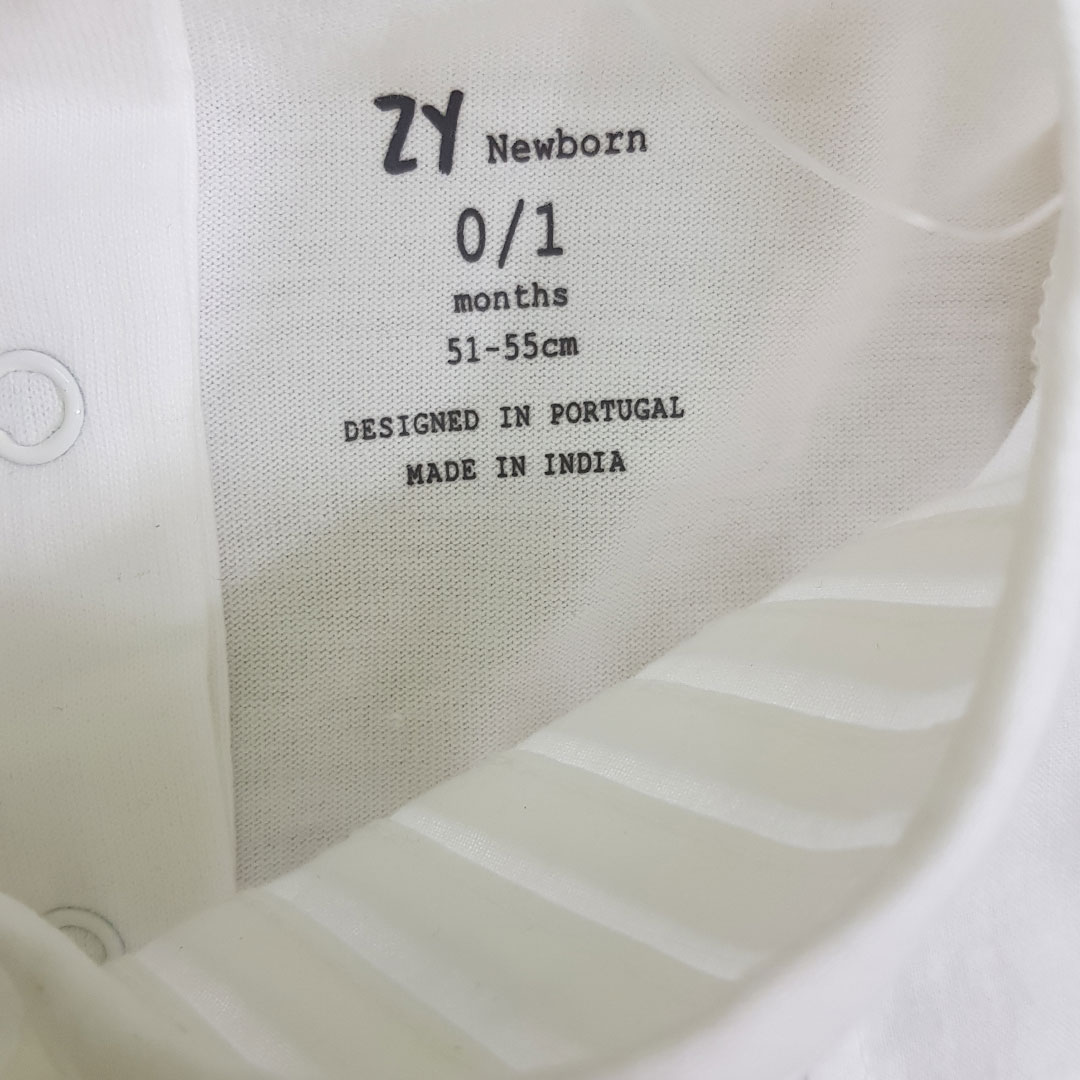 ZY Newborn
0/1
months
51-55cm
DESIGNED IN PORTUGAL
MADE IN INDIA